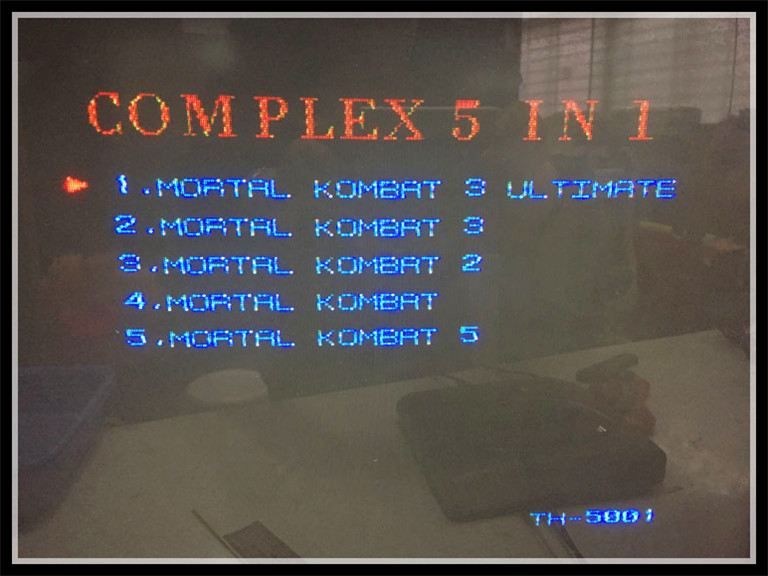 COMPLEX 5 IN 1
1.MORTAL KOMBAT 3 ULTIMATE
2.MORTAL KOMBAT 3
3.MORTAL KOMBAT 2
4.MORTAL KOMBAT
5.MORTAL KOMBAT 5
TH-5001